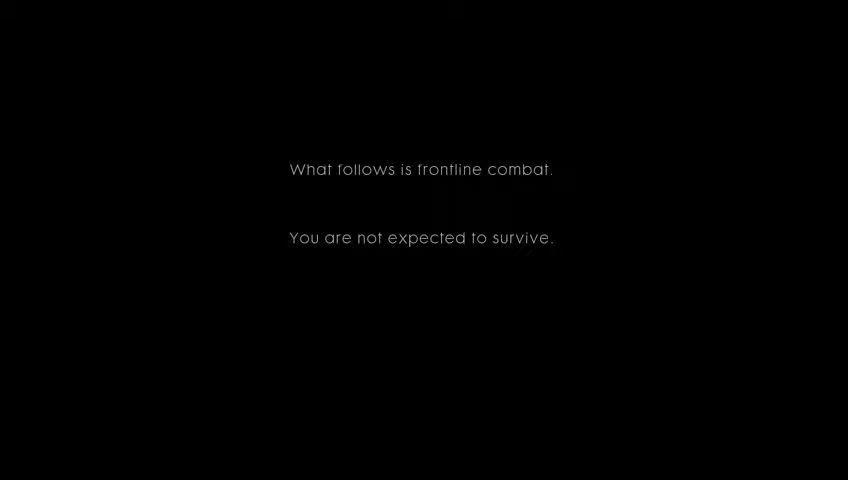 What follows is frontline combat.
You are not expected to survive.